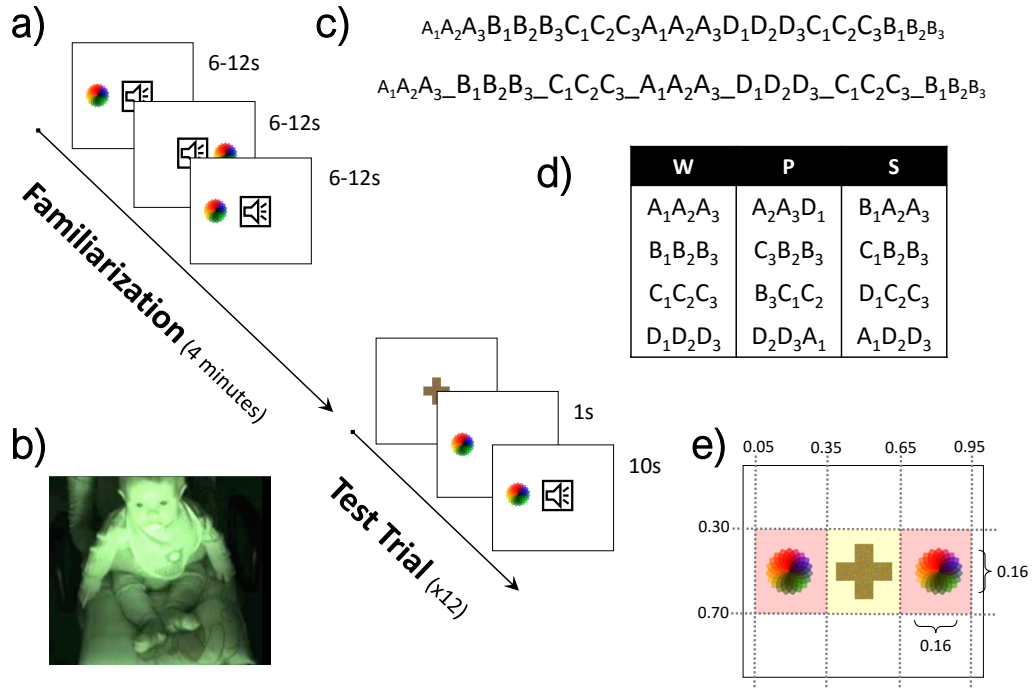 a)
6-12s
6-12s
6-12s
Familiarization (4 minutes)
b)
1s
10s
Test Trial (x12)
c)
A₁A₂A₃B₁B₂B₃C₁C₂C₃A₁A₂A₃D₁D₂D₃C₁C₂C₃B₁B₂B₃
A₁A₂A₃_B₁B₂B₃_C₁C₂C₃_A₁A₂A₃_D₁D₂D₃_C₁C₂C₃_B₁B₂B₃
d)
W P S
A₁A₂A₃ A₂A₃D₁ B₁A₂A₃
B₁B₂B₃ C₃B₂B₃ C₁B₂B₃
C₁C₂C₃ B₃C₁C₂ D₁C₂C₃
D₁D₂D₃ D₂D₃A₁ A₁D₂D₃
e)
0.05 0.35 0.65 0.95
0.30
0.16
0.70
0.16